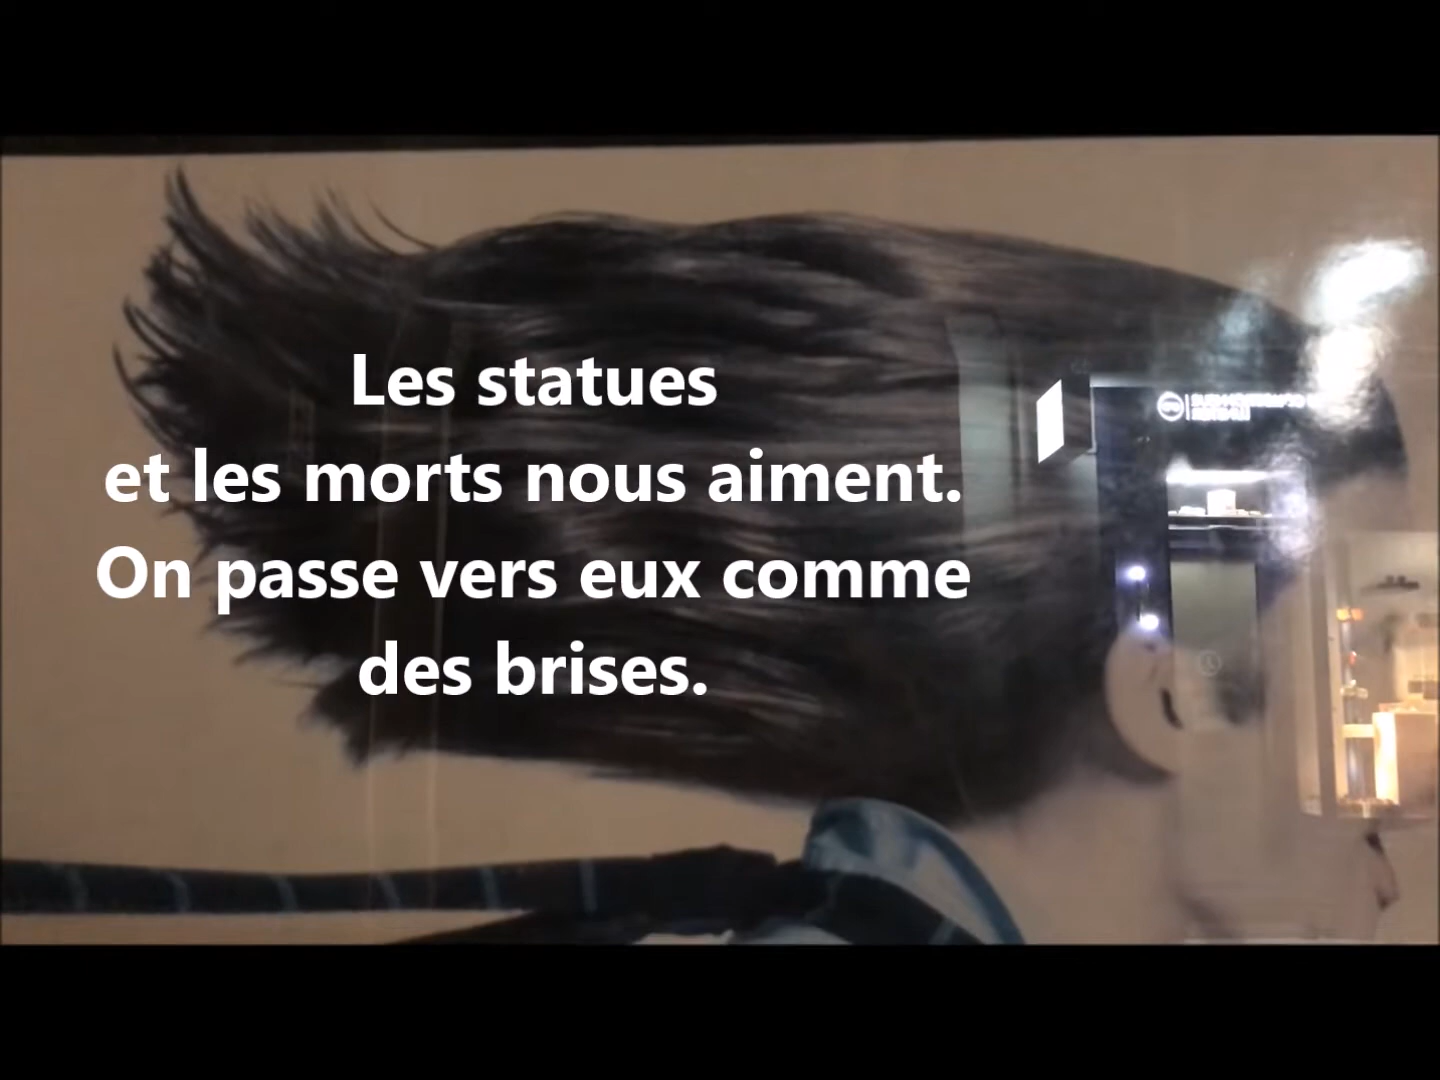 Les statues
et les morts nous aiment.
On passe vers eux comme
des brises.